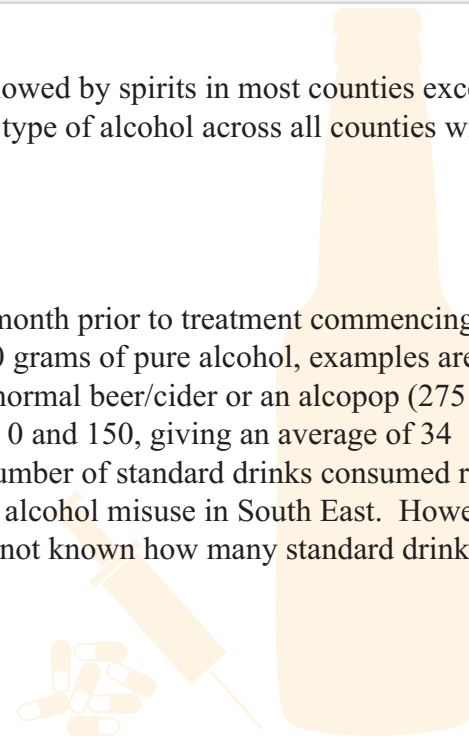 lowed by spirits in most counties exc
type of alcohol across all counties w
month prior to treatment commencing
0 grams of pure alcohol, examples are
normal beer/cider or an alcopop (275
0 and 150, giving an average of 34
umber of standard drinks consumed r
alcohol misuse in South East. Howe
not known how many standard drink